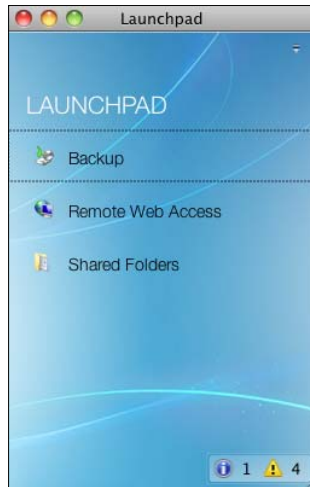 Launchpad
LAUNCHPAD
Backup
Remote Web Access
Shared Folders
1 4